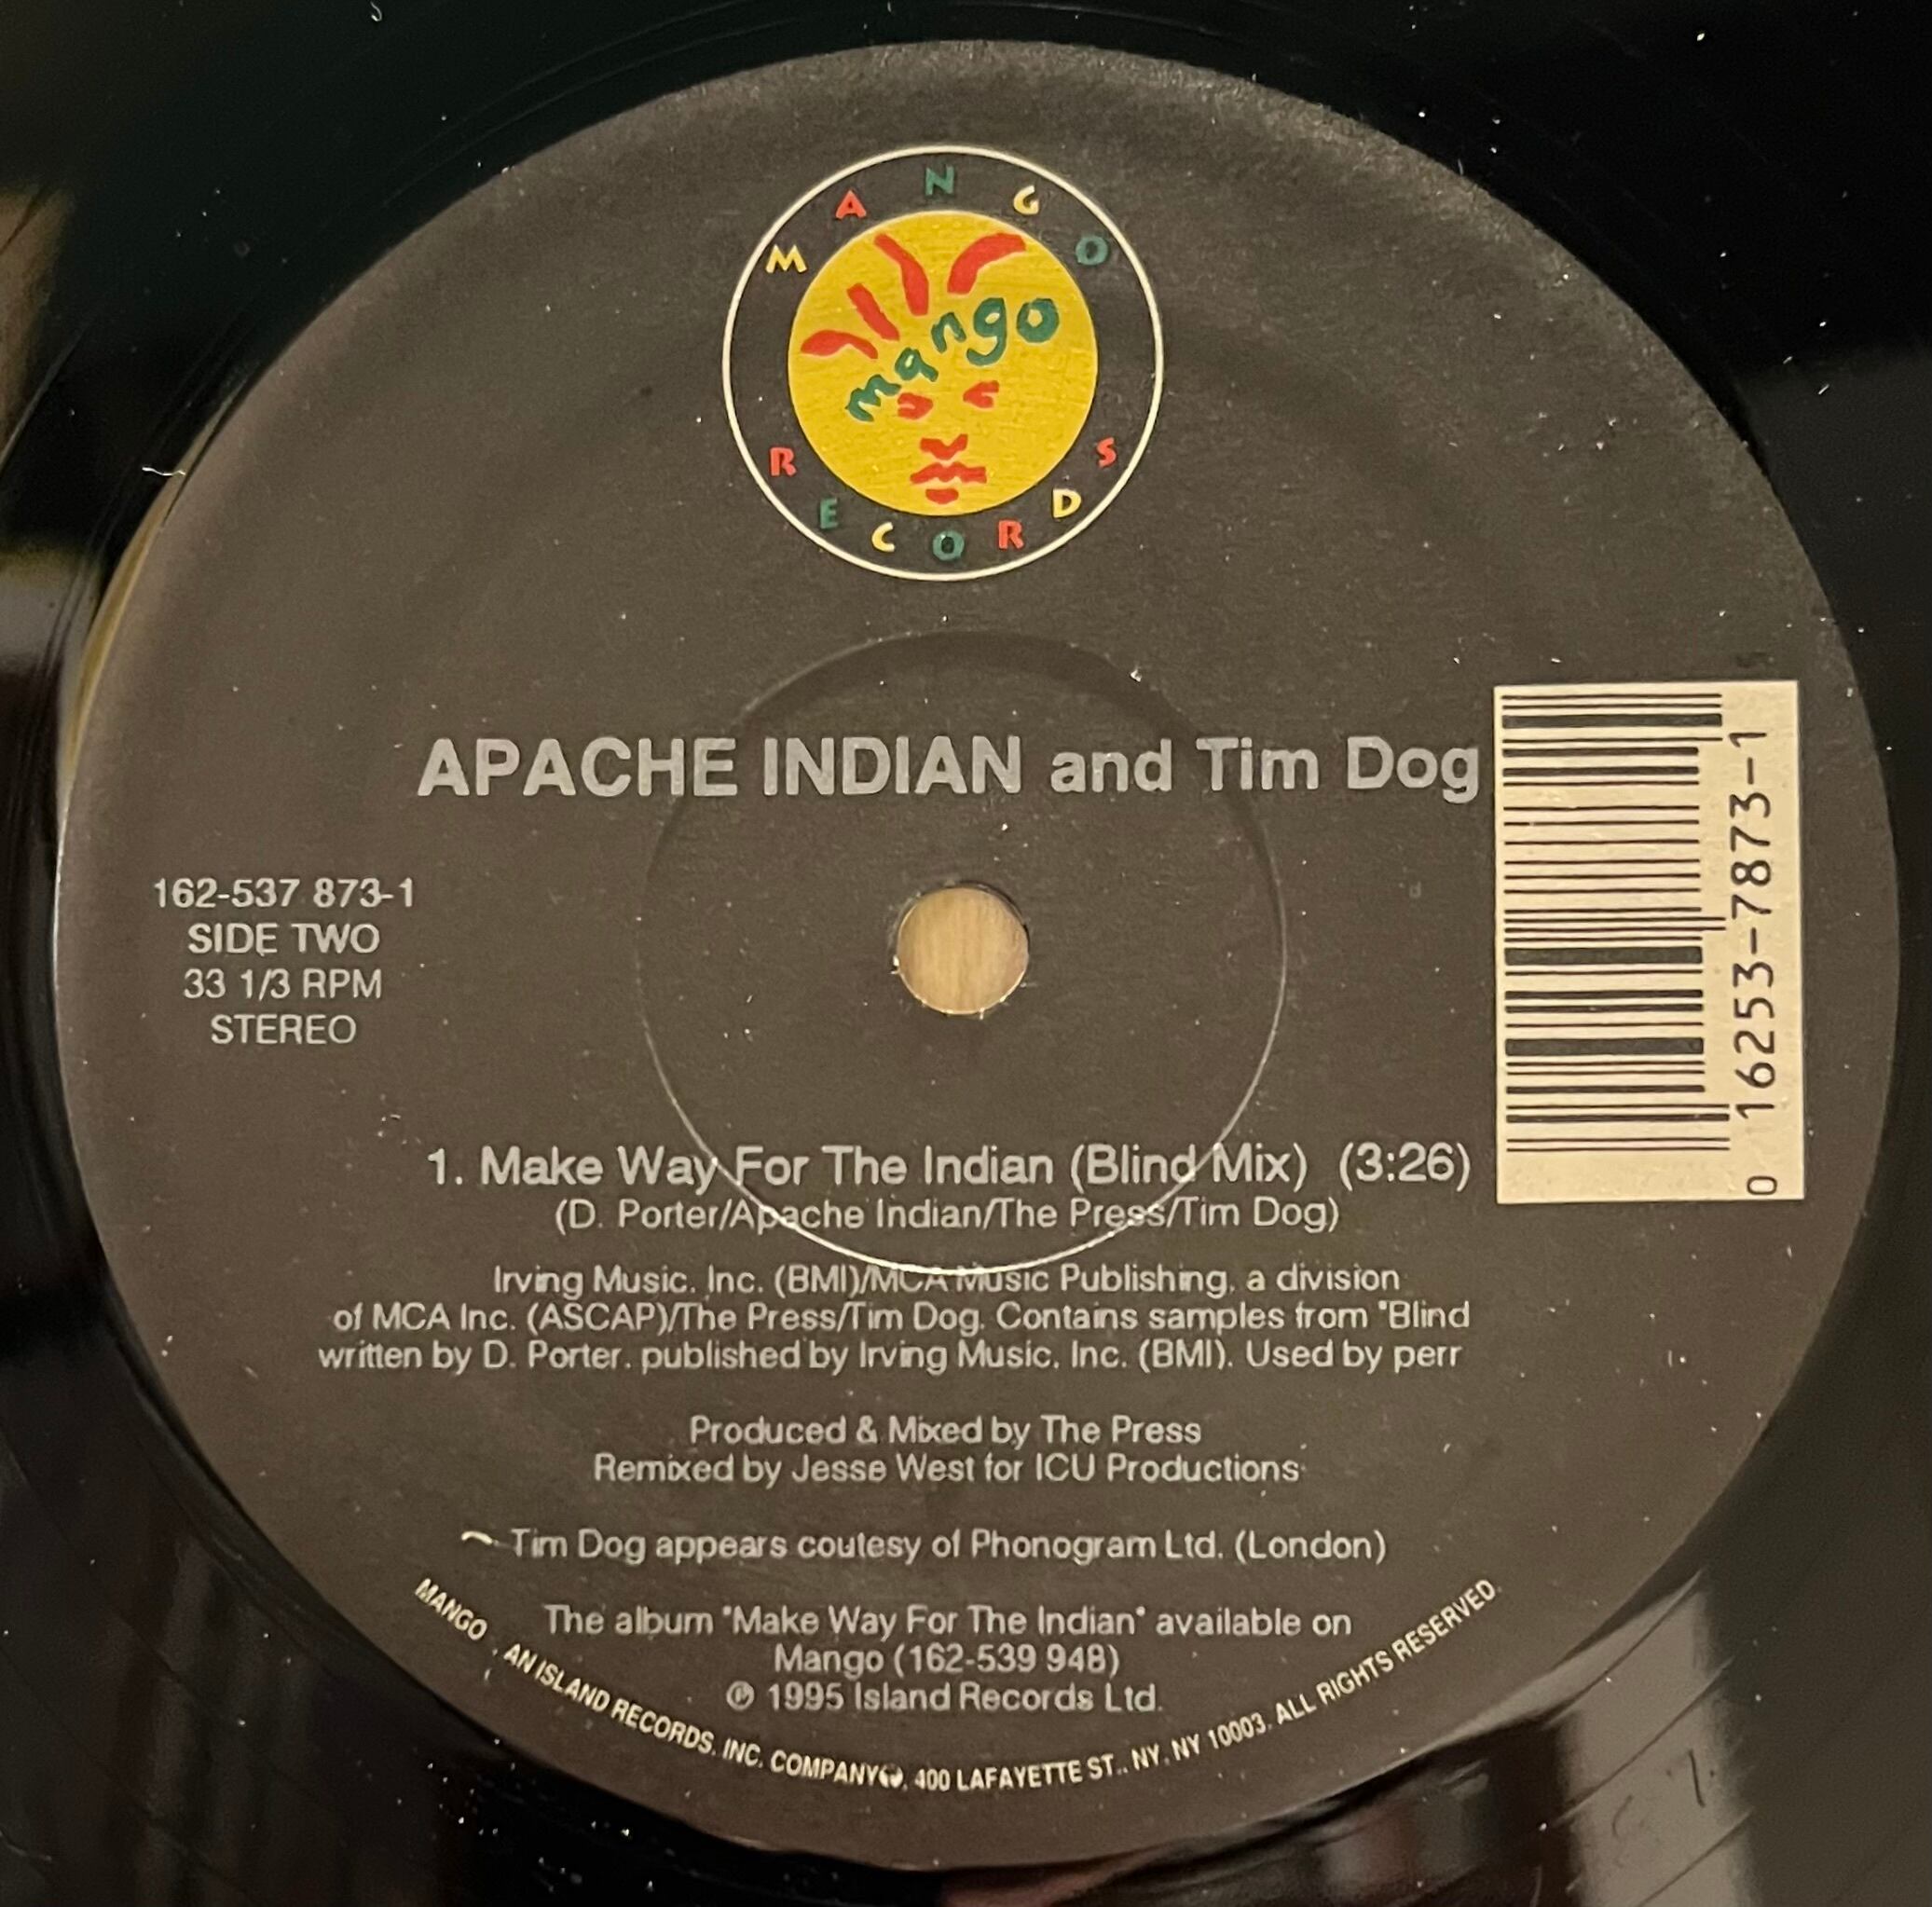 MANGO
mango
RECORDS
APACHE INDIAN and Tim Dog
162-537 873-1
SIDE TWO
33 1/3 RPM
STEREO
0 16253-7873-1
1. Make Way For The Indian (Blind Mix) (3:26)
(D. Porter/Apache Indian/The Press/Tim Dog)
Irving Music, Inc. (BMI)/MCA Music Publishing, a division
of MCA Inc. (ASCAP)/The Press/Tim Dog. Contains samples from "Blind
written by D. Porter, published by Irving Music, Inc. (BMI). Used by perr
Produced & Mixed by The Press
Remixed by Jesse West for ICU Productions
Tim Dog appears coutesy of Phonogram Ltd. (London)
The album "Make Way For The Indian" available on
Mango (162-539 948)
℗ 1995 Island Records Ltd.
MANGO , AN ISLAND RECORDS, INC. COMPANY, 400 LAFAYETTE ST., NY, NY 10003. ALL RIGHTS RESERVED.